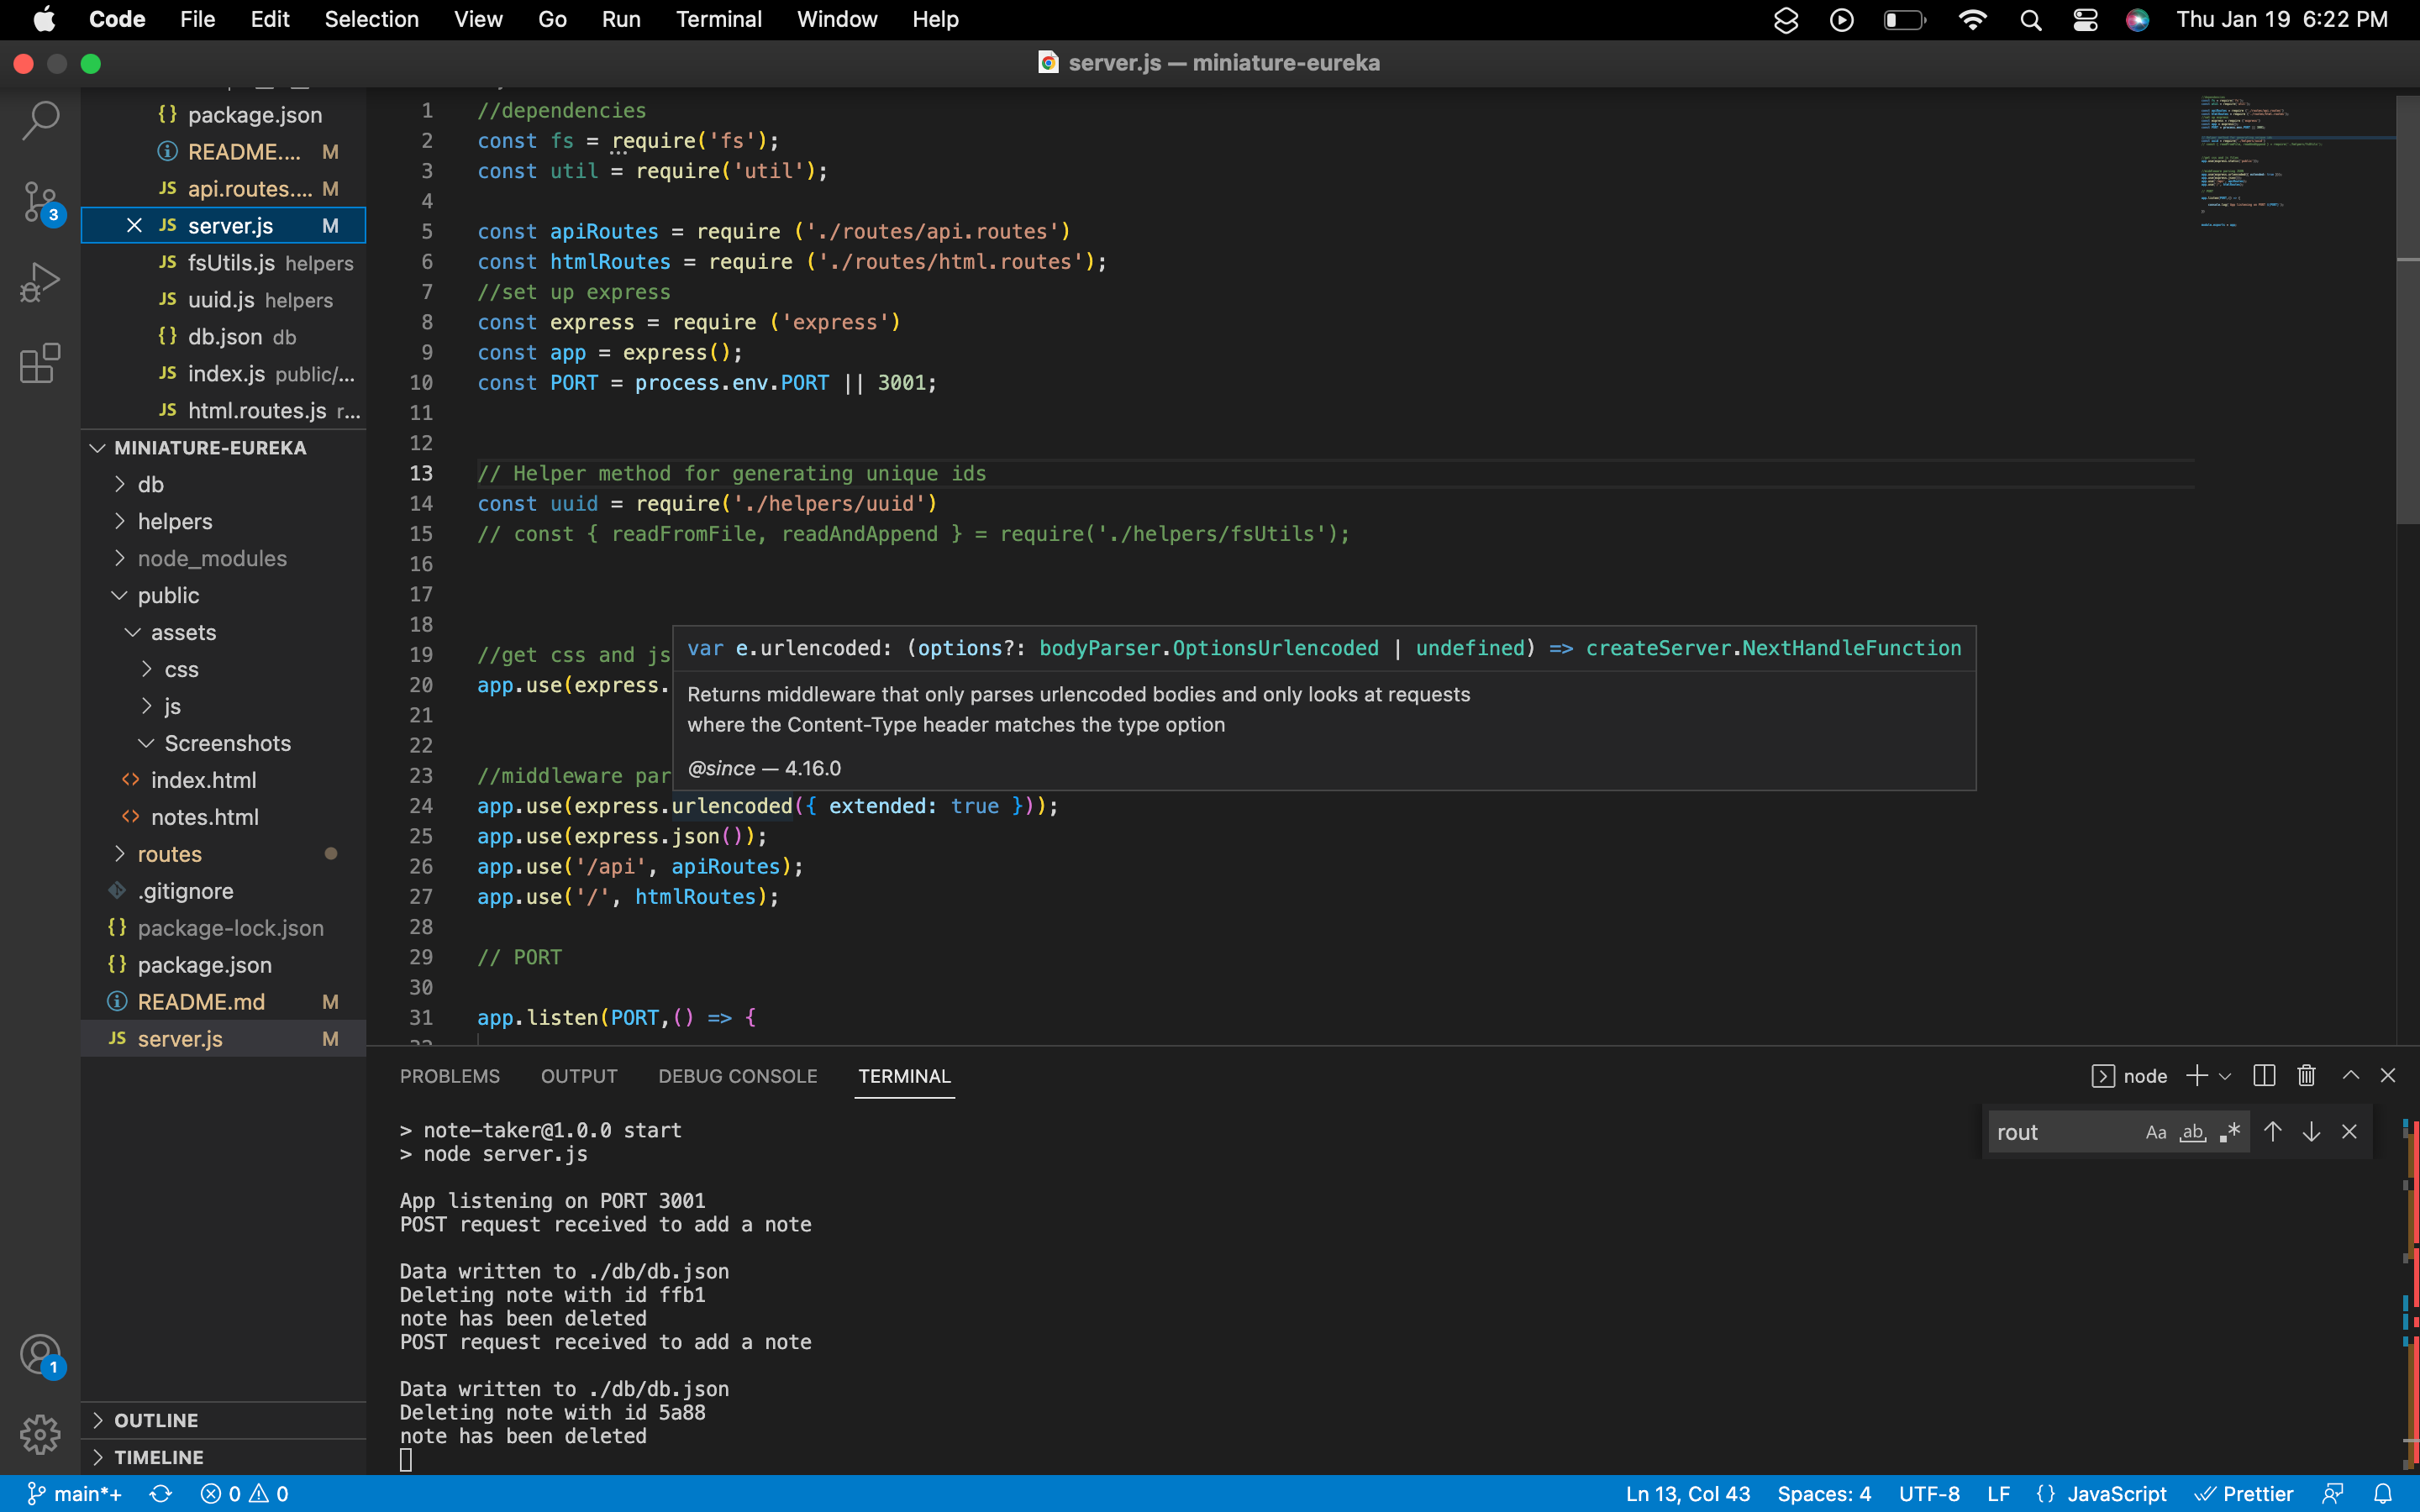 Code File Edit Selection View Go Run Terminal Window Help Thu Jan 19 6:22 PM
server.js — miniature-eureka
{} package.json
README.... M
JS api.routes.... M
JS server.js M
JS fsUtils.js helpers
JS uuid.js helpers
{} db.json db
JS index.js public/...
JS html.routes.js r...
MINIATURE-EUREKA
db
helpers
node_modules
public
assets
css
js
Screenshots
<> index.html
<> notes.html
routes
.gitignore
{} package-lock.json
{} package.json
README.md M
JS server.js M
OUTLINE
TIMELINE
3
1
1 //dependencies
2 const fs = require('fs');
3 const util = require('util');
4
5 const apiRoutes = require ('./routes/api.routes')
6 const htmlRoutes = require ('./routes/html.routes');
7 //set up express
8 const express = require ('express')
9 const app = express();
10 const PORT = process.env.PORT || 3001;
11
12
13 // Helper method for generating unique ids
14 const uuid = require('./helpers/uuid')
15 // const { readFromFile, readAndAppend } = require('./helpers/fsUtils');
16
17
18
19 //get css and js
20 app.use(express.
21
22
23 //middleware par
24 app.use(express.urlencoded({ extended: true }));
25 app.use(express.json());
26 app.use('/api', apiRoutes);
27 app.use('/', htmlRoutes);
28
29 // PORT
30
31 app.listen(PORT,() => {
var e.urlencoded: (options?: bodyParser.OptionsUrlencoded | undefined) => createServer.NextHandleFunction
Returns middleware that only parses urlencoded bodies and only looks at requests
where the Content-Type header matches the type option
@since — 4.16.0
PROBLEMS OUTPUT DEBUG CONSOLE TERMINAL node
rout Aa ab .*
> note-taker@1.0.0 start
> node server.js
App listening on PORT 3001
POST request received to add a note
Data written to ./db/db.json
Deleting note with id ffb1
note has been deleted
POST request received to add a note
Data written to ./db/db.json
Deleting note with id 5a88
note has been deleted
main*+ 0 0 Ln 13, Col 43 Spaces: 4 UTF-8 LF {} JavaScript Prettier